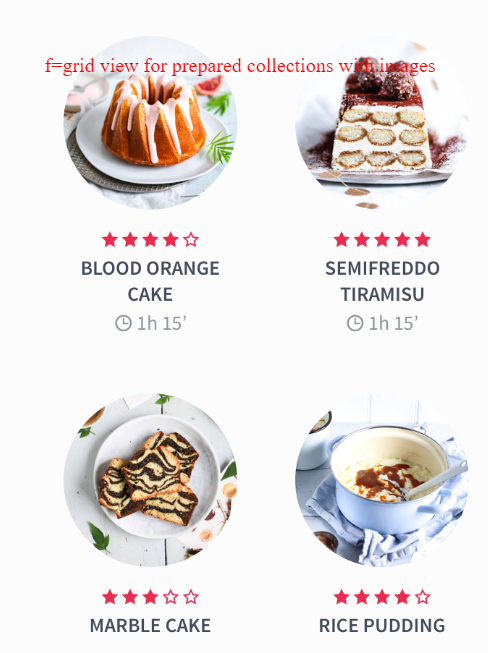 f=grid view for prepared collections with images
BLOOD ORANGE
CAKE
1h 15’
SEMIFREDDO
TIRAMISU
1h 15’
MARBLE CAKE
RICE PUDDING